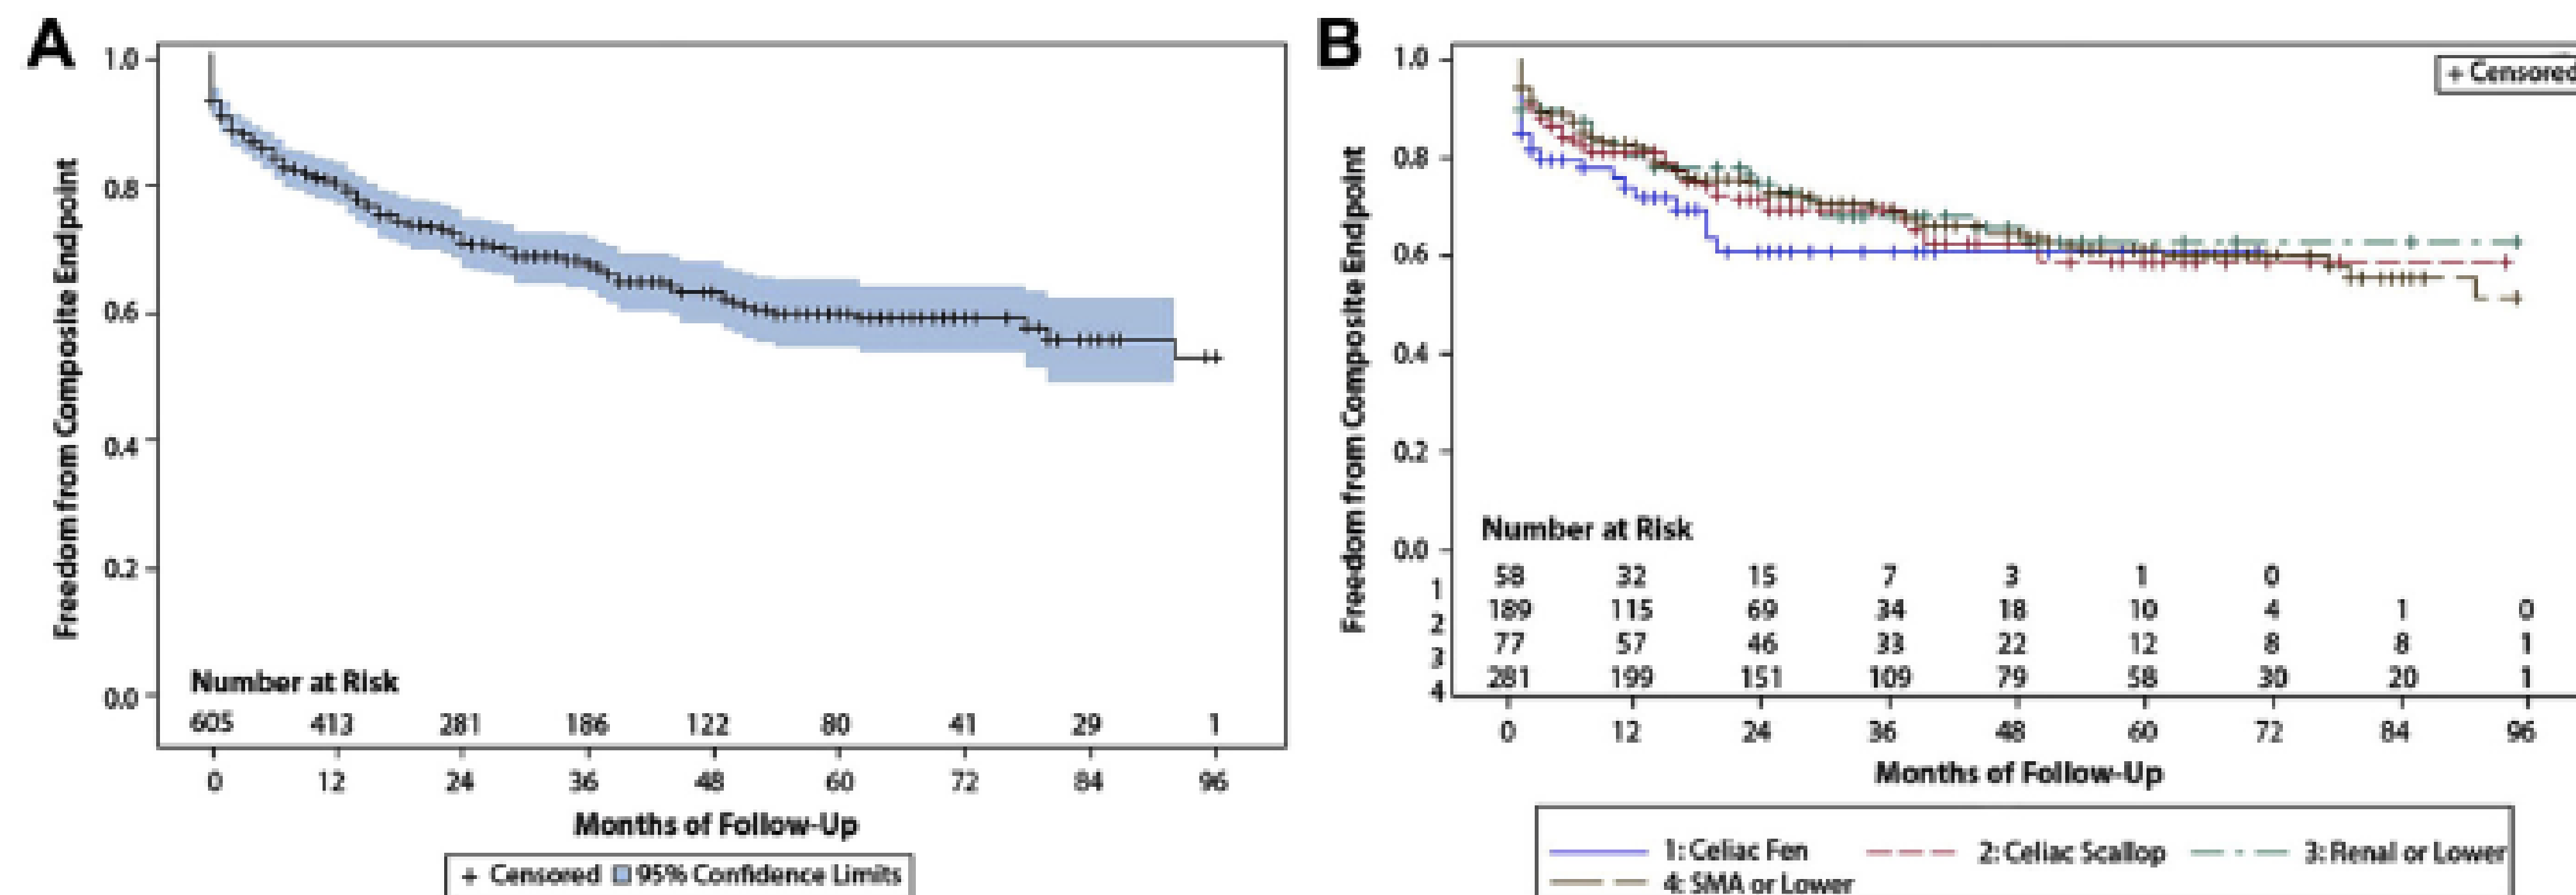 A
Freedom from Composite Endpoint
1.0
0.8
0.6
0.4
0.2
0.0
Number at Risk
605 413 281 186 122 80 41 29 1
0 12 24 36 48 60 72 84 96
Months of Follow-Up
+ Censored 95% Confidence Limits
B
+ Censored
Freedom from Composite Endpoint
1.0
0.8
0.6
0.4
0.2
0.0
Number at Risk
1 58 32 15 7 3 1 0
2 189 115 69 34 18 10 4 1 0
3 77 57 46 33 22 12 8 8 1
4 281 199 151 109 79 58 30 20 1
0 12 24 36 48 60 72 84 96
Months of Follow-Up
1: Celiac Fen 2: Celiac Scallop 3: Renal or Lower
4: SMA or Lower